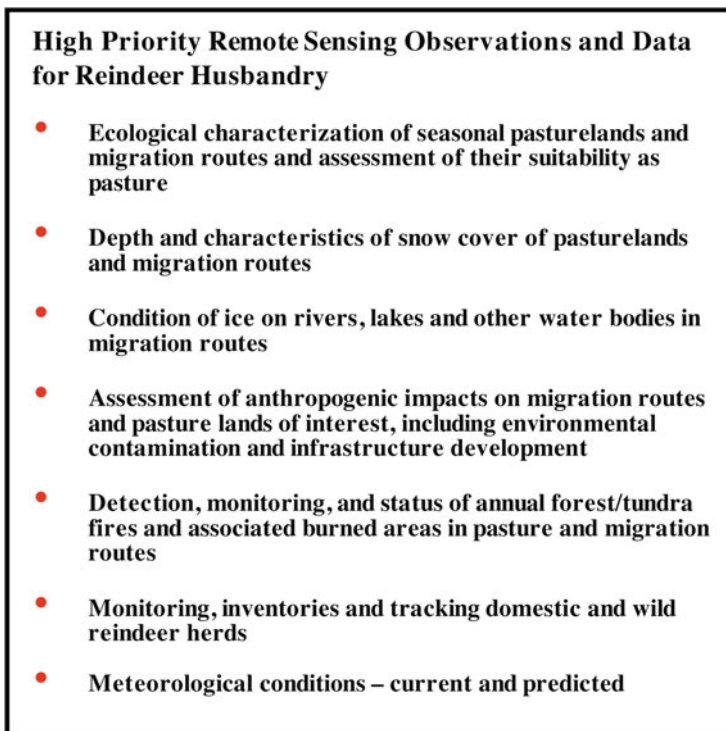 High Priority Remote Sensing Observations and Data
for Reindeer Husbandry
• Ecological characterization of seasonal pasturelands and
migration routes and assessment of their suitability as
pasture
• Depth and characteristics of snow cover of pasturelands
and migration routes
• Condition of ice on rivers, lakes and other water bodies in
migration routes
• Assessment of anthropogenic impacts on migration routes
and pasture lands of interest, including environmental
contamination and infrastructure development
• Detection, monitoring, and status of annual forest/tundra
fires and associated burned areas in pasture and migration
routes
• Monitoring, inventories and tracking domestic and wild
reindeer herds
• Meteorological conditions – current and predicted